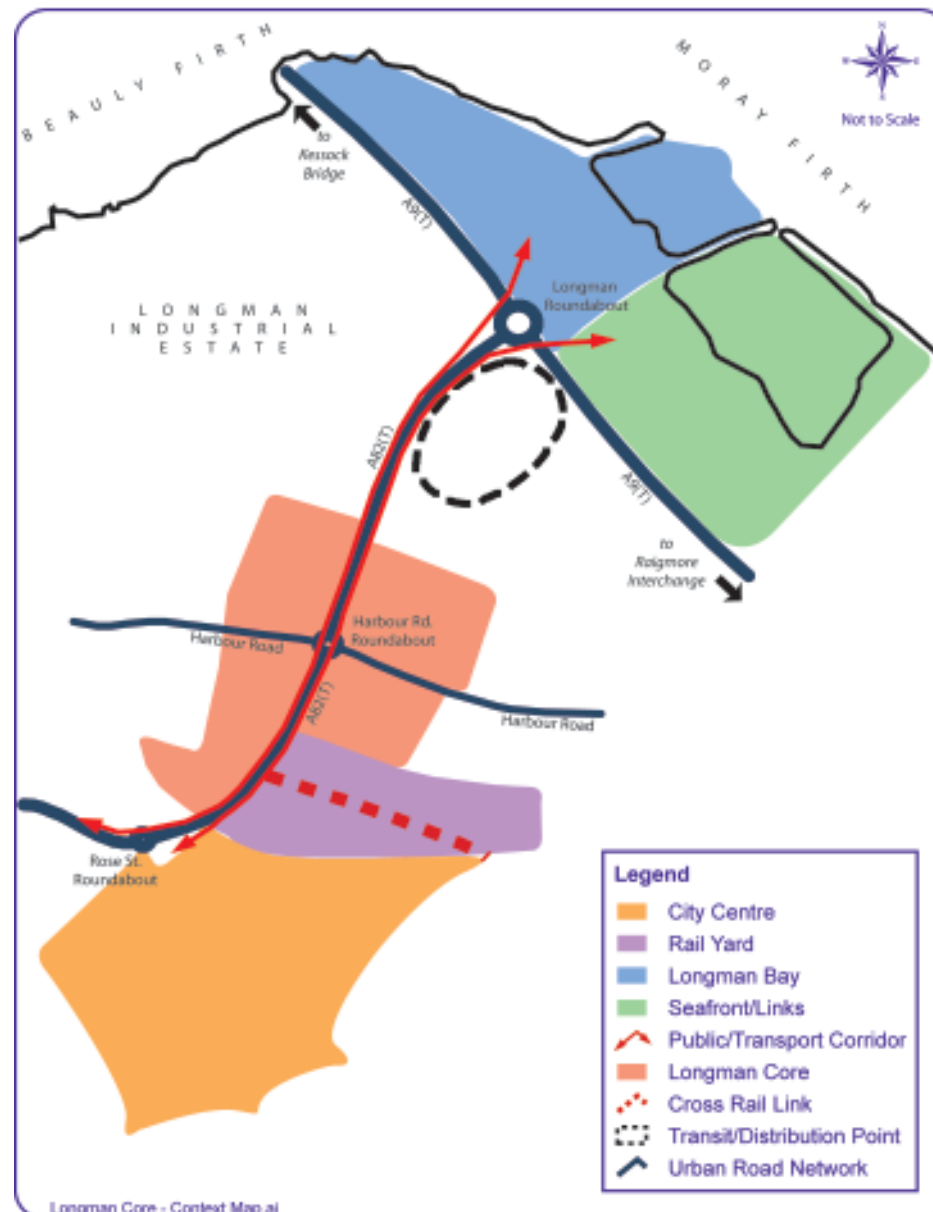 BEAULY FIRTH
MORAY FIRTH
Not to Scale
to
Kessock
Bridge
A9(T)
LONGMAN
INDUSTRIAL
ESTATE
Longman
Roundabout
A82(T)
A9(T)
to
Raigmore
Interchange
Harbour Road
Harbour Rd.
Roundabout
A82(T)
Harbour Road
Rose St.
Roundabout
Legend
City Centre
Rail Yard
Longman Bay
Seafront/Links
Public/Transport Corridor
Longman Core
Cross Rail Link
Transit/Distribution Point
Urban Road Network
Longman Core - Context Map.ai